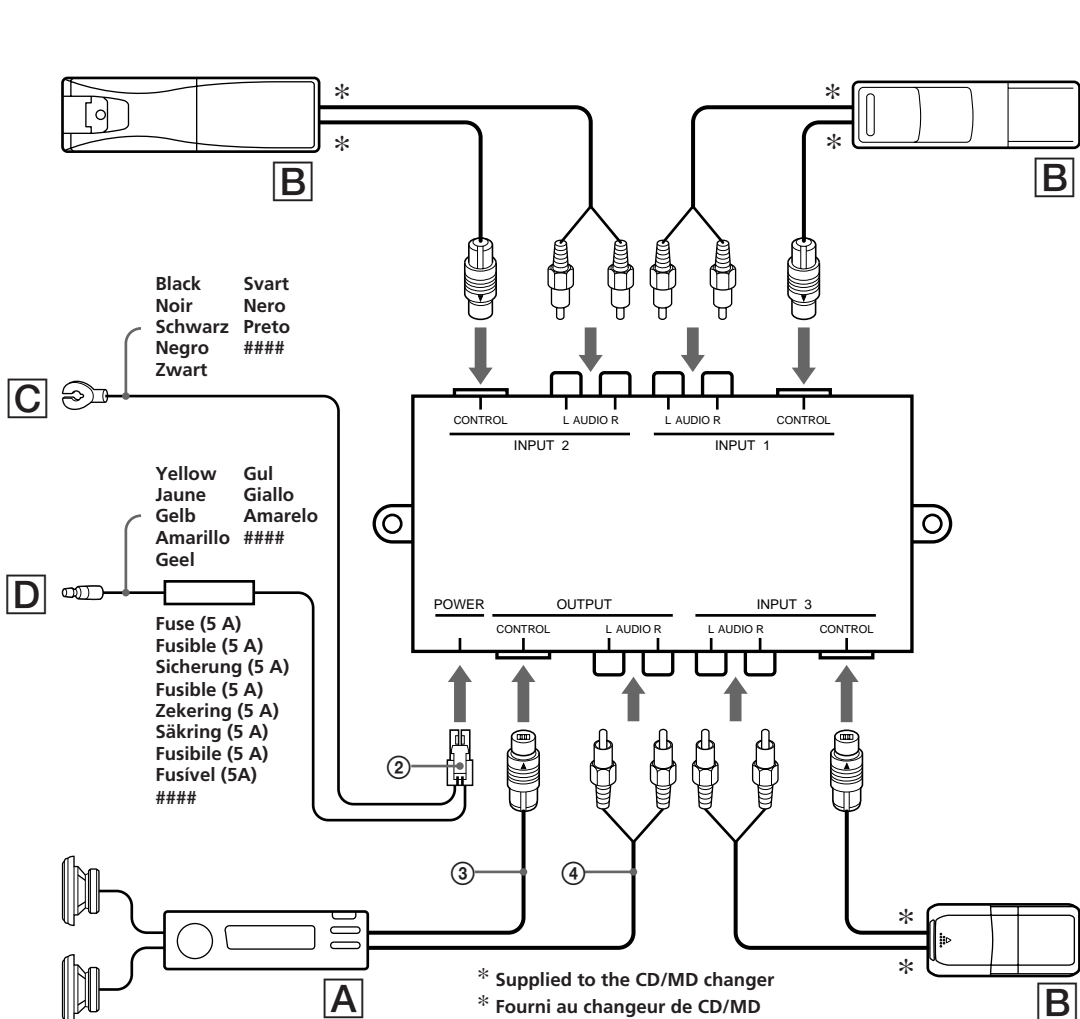 *
*
B
*
*
B
Black Svart
Noir Nero
Schwarz Preto
Negro ####
Zwart
C
CONTROL L AUDIO R L AUDIO R CONTROL
INPUT 2 INPUT 1
Yellow Gul
Jaune Giallo
Gelb Amarelo
Amarillo ####
Geel
D
Fuse (5 A)
Fusible (5 A)
Sicherung (5 A)
Fusible (5 A)
Zekering (5 A)
Säkring (5 A)
Fusibile (5 A)
Fusível (5A)
####
POWER OUTPUT INPUT 3
CONTROL L AUDIO R L AUDIO R CONTROL
②
③
④
*
*
A
B
* Supplied to the CD/MD changer
* Fourni au changeur de CD/MD